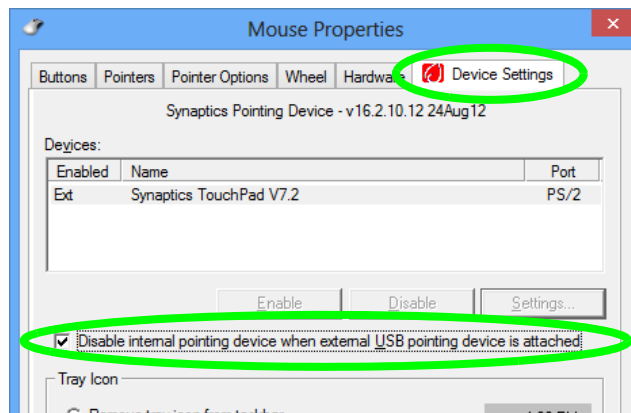 Mouse Properties
Buttons Pointers Pointer Options Wheel Hardware Device Settings
Synaptics Pointing Device - v16.2.10.12 24Aug12
Devices:
Enabled Name Port
Ext Synaptics TouchPad V7.2 PS/2
Enable Disable Settings...
Disable internal pointing device when external USB pointing device is attached
Tray Icon